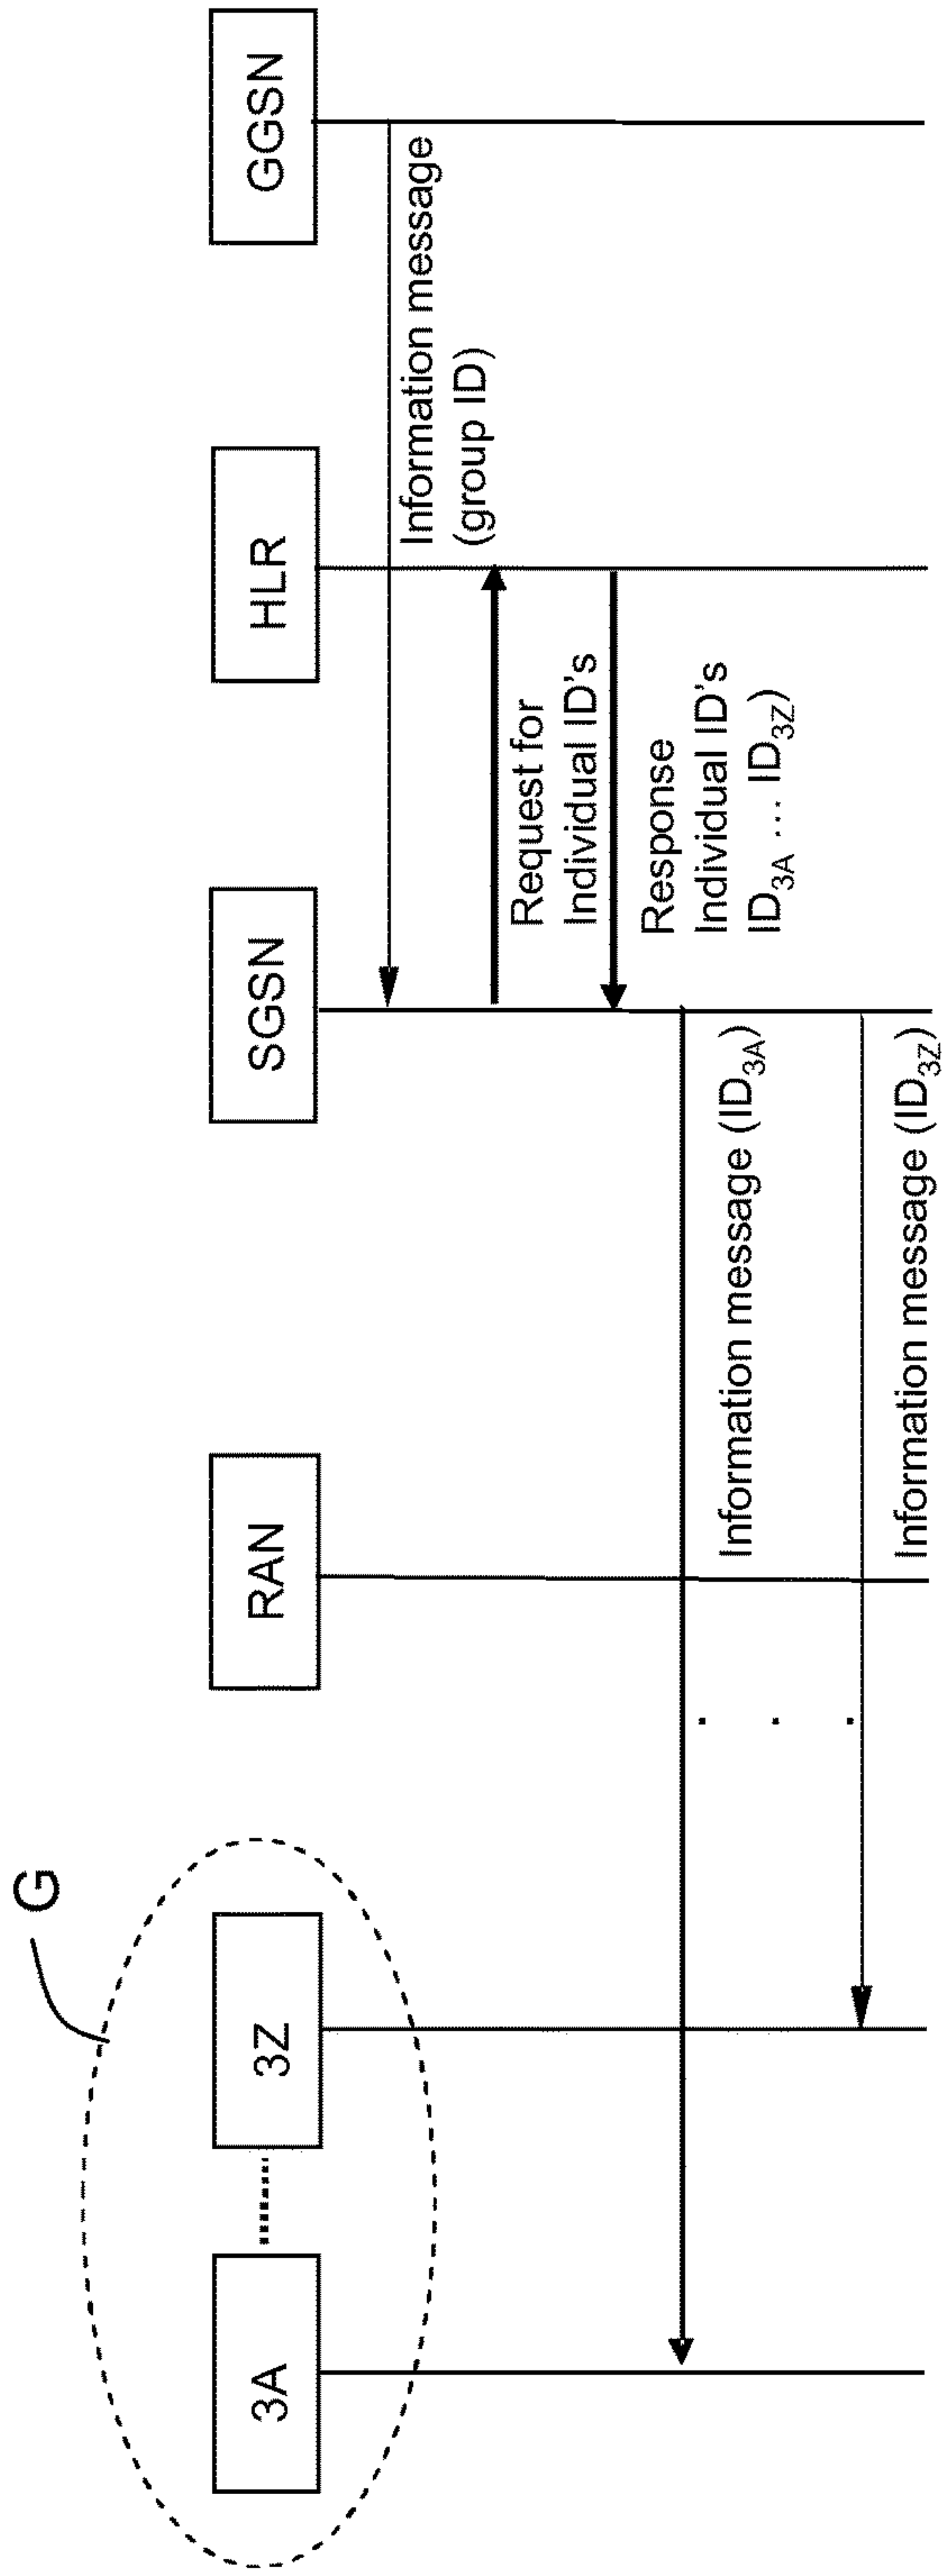 G
3A
3Z
RAN
SGSN
HLR
GGSN
Information message
(group ID)
Request for
Individual ID's
Response
Individual ID's
ID3A ... ID3Z)
Information message (ID3A)
Information message (ID3Z)